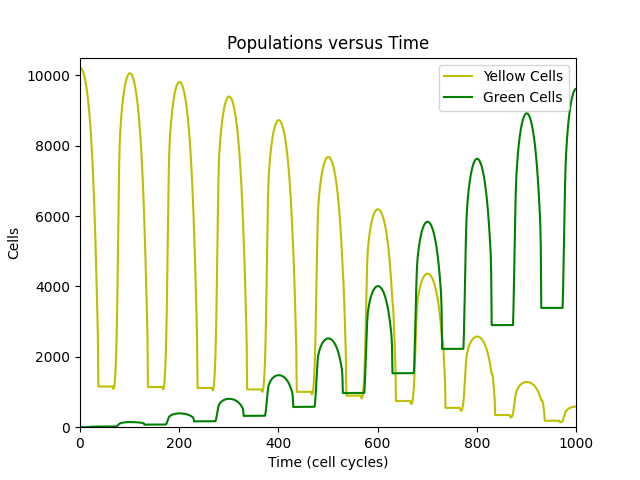 Populations versus Time
Yellow Cells
Green Cells
10000
8000
6000
4000
2000
0
Cells
0 200 400 600 800 1000
Time (cell cycles)